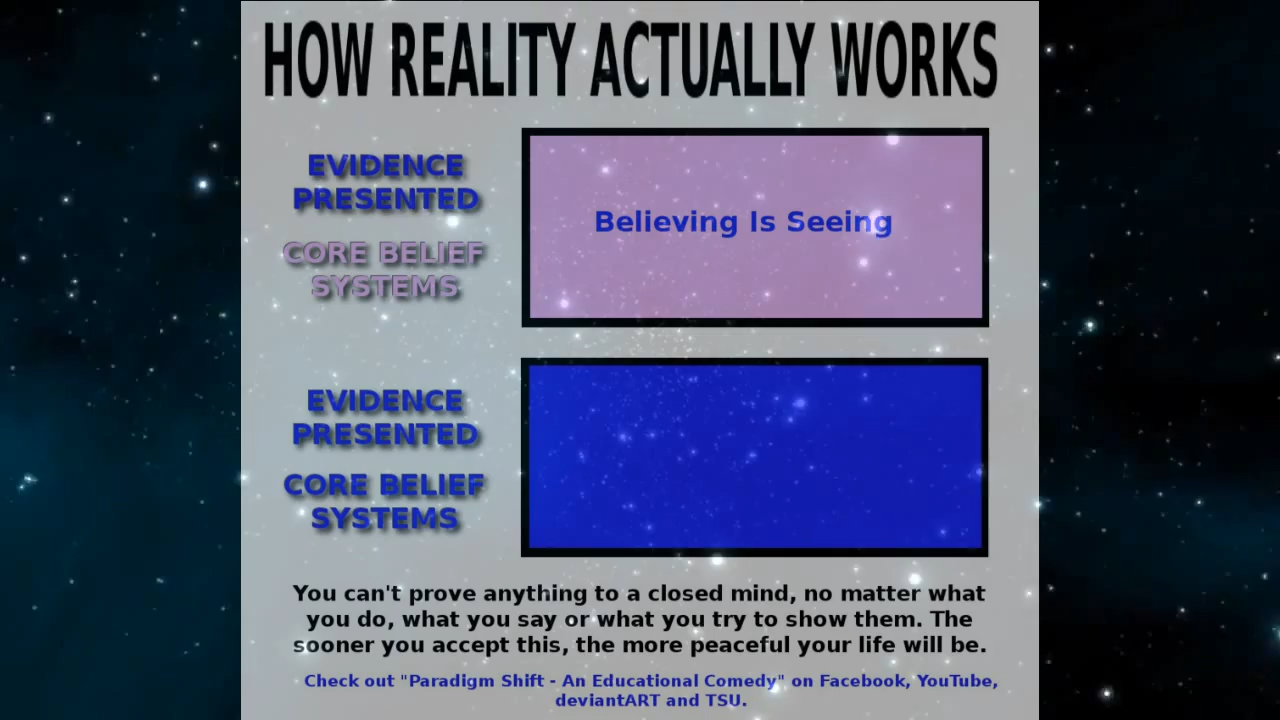 HOW REALITY ACTUALLY WORKS
EVIDENCE
PRESENTED
CORE BELIEF
SYSTEMS
Believing Is Seeing
EVIDENCE
PRESENTED
CORE BELIEF
SYSTEMS
You can't prove anything to a closed mind, no matter what
you do, what you say or what you try to show them. The
sooner you accept this, the more peaceful your life will be.
Check out "Paradigm Shift - An Educational Comedy" on Facebook, YouTube,
deviantART and TSU.